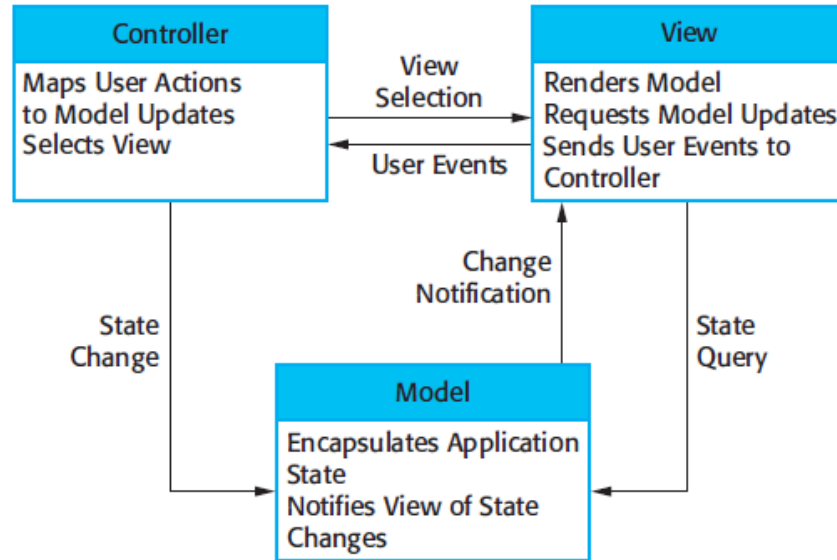 Controller
Maps User Actions
to Model Updates
Selects View
View
Selection
User Events
View
Renders Model
Requests Model Updates
Sends User Events to
Controller
State
Change
Change
Notification
State
Query
Model
Encapsulates Application
State
Notifies View of State
Changes